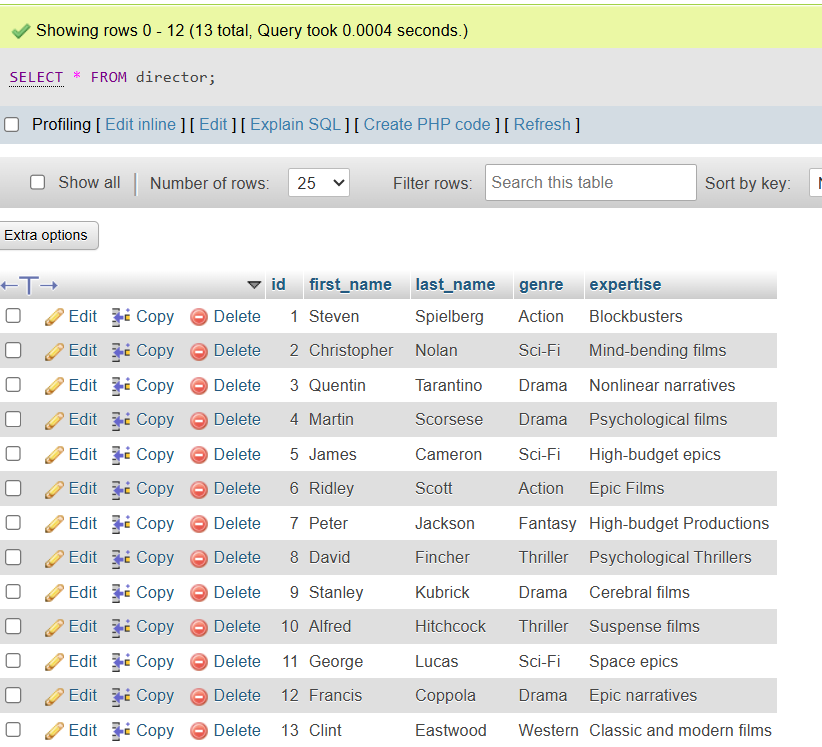 Showing rows 0 - 12 (13 total, Query took 0.0004 seconds.)
SELECT * FROM director;
Profiling [ Edit inline ] [ Edit ] [ Explain SQL ] [ Create PHP code ] [ Refresh ]
Show all Number of rows: 25 Filter rows: Search this table Sort by key:
Extra options
id first_name last_name genre expertise
Edit Copy Delete 1 Steven Spielberg Action Blockbusters
Edit Copy Delete 2 Christopher Nolan Sci-Fi Mind-bending films
Edit Copy Delete 3 Quentin Tarantino Drama Nonlinear narratives
Edit Copy Delete 4 Martin Scorsese Drama Psychological films
Edit Copy Delete 5 James Cameron Sci-Fi High-budget epics
Edit Copy Delete 6 Ridley Scott Action Epic Films
Edit Copy Delete 7 Peter Jackson Fantasy High-budget Productions
Edit Copy Delete 8 David Fincher Thriller Psychological Thrillers
Edit Copy Delete 9 Stanley Kubrick Drama Cerebral films
Edit Copy Delete 10 Alfred Hitchcock Thriller Suspense films
Edit Copy Delete 11 George Lucas Sci-Fi Space epics
Edit Copy Delete 12 Francis Coppola Drama Epic narratives
Edit Copy Delete 13 Clint Eastwood Western Classic and modern films